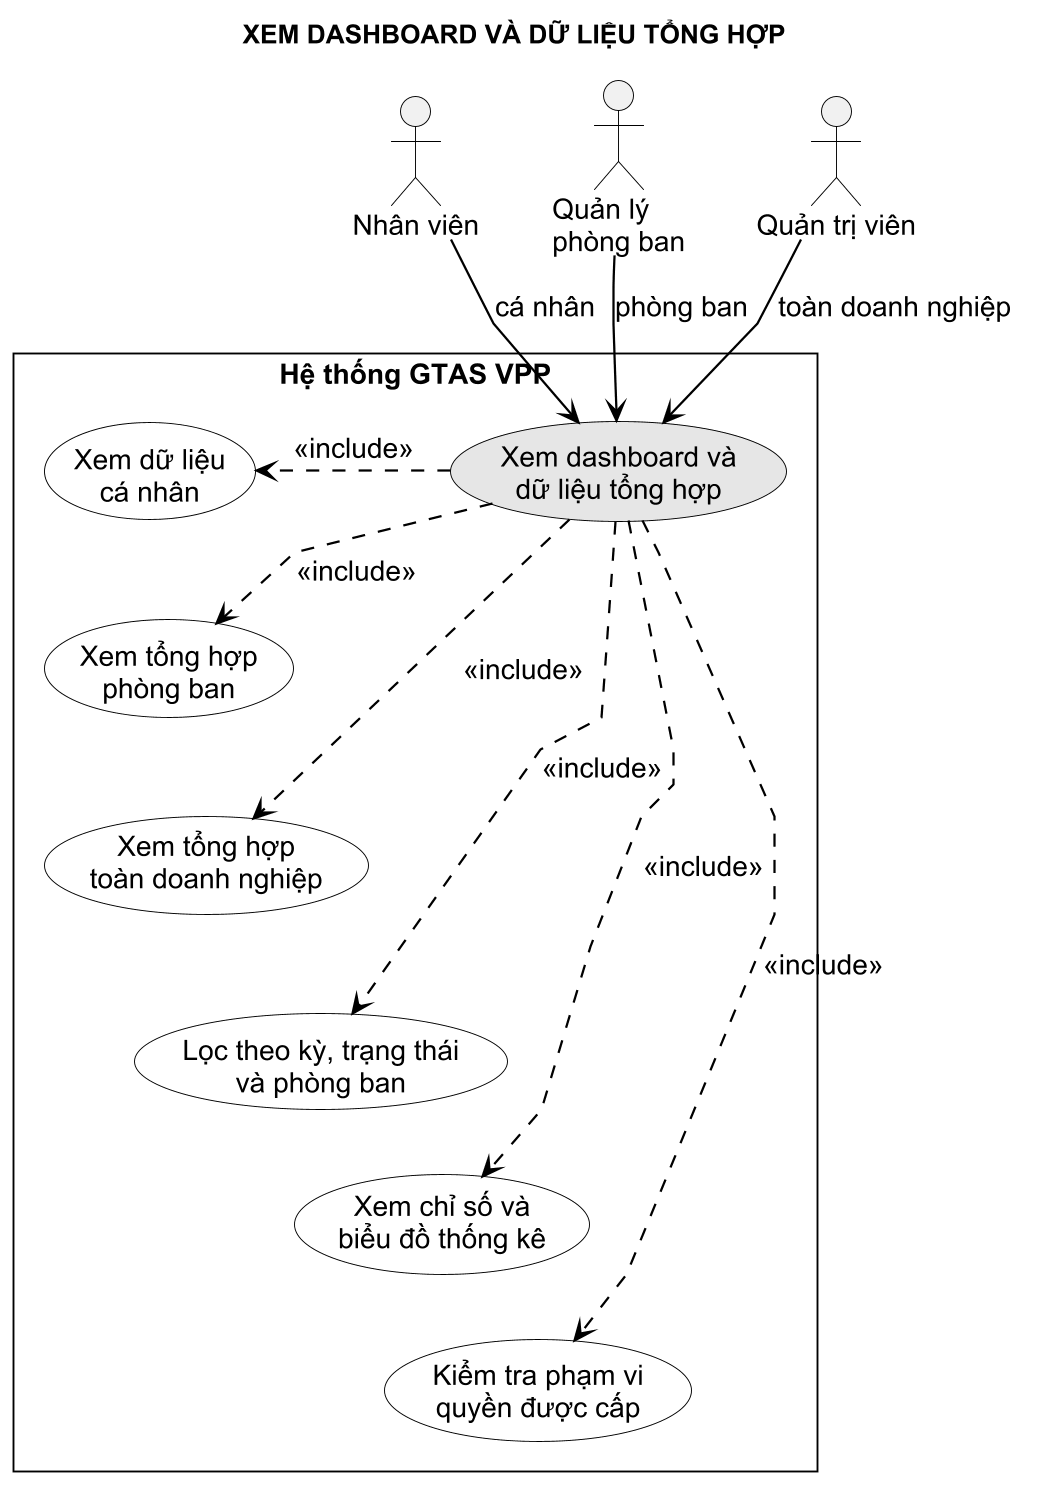 XEM DASHBOARD VÀ DỮ LIỆU TỔNG HỢP
Nhân viên
Quản lý
phòng ban
Quản trị viên
cá nhân
phòng ban
toàn doanh nghiệp
Hệ thống GTAS VPP
Xem dashboard và
dữ liệu tổng hợp
«include»
Xem dữ liệu
cá nhân
«include»
Xem tổng hợp
phòng ban
«include»
Xem tổng hợp
toàn doanh nghiệp
«include»
Lọc theo kỳ, trạng thái
và phòng ban
«include»
Xem chỉ số và
biểu đồ thống kê
«include»
Kiểm tra phạm vi
quyền được cấp